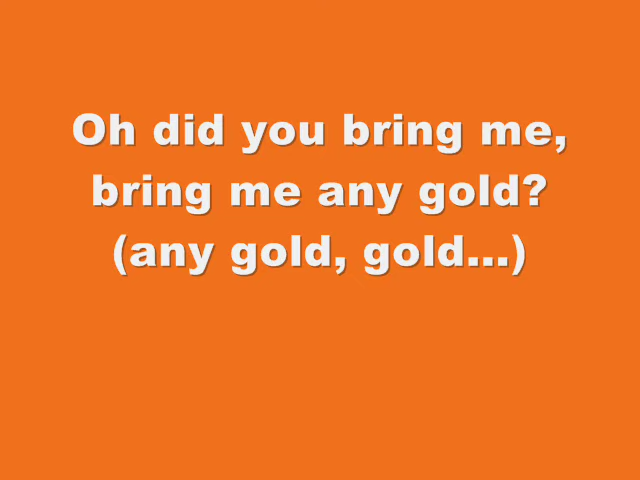 Oh did you bring me,
bring me any gold?
(any gold, gold...)